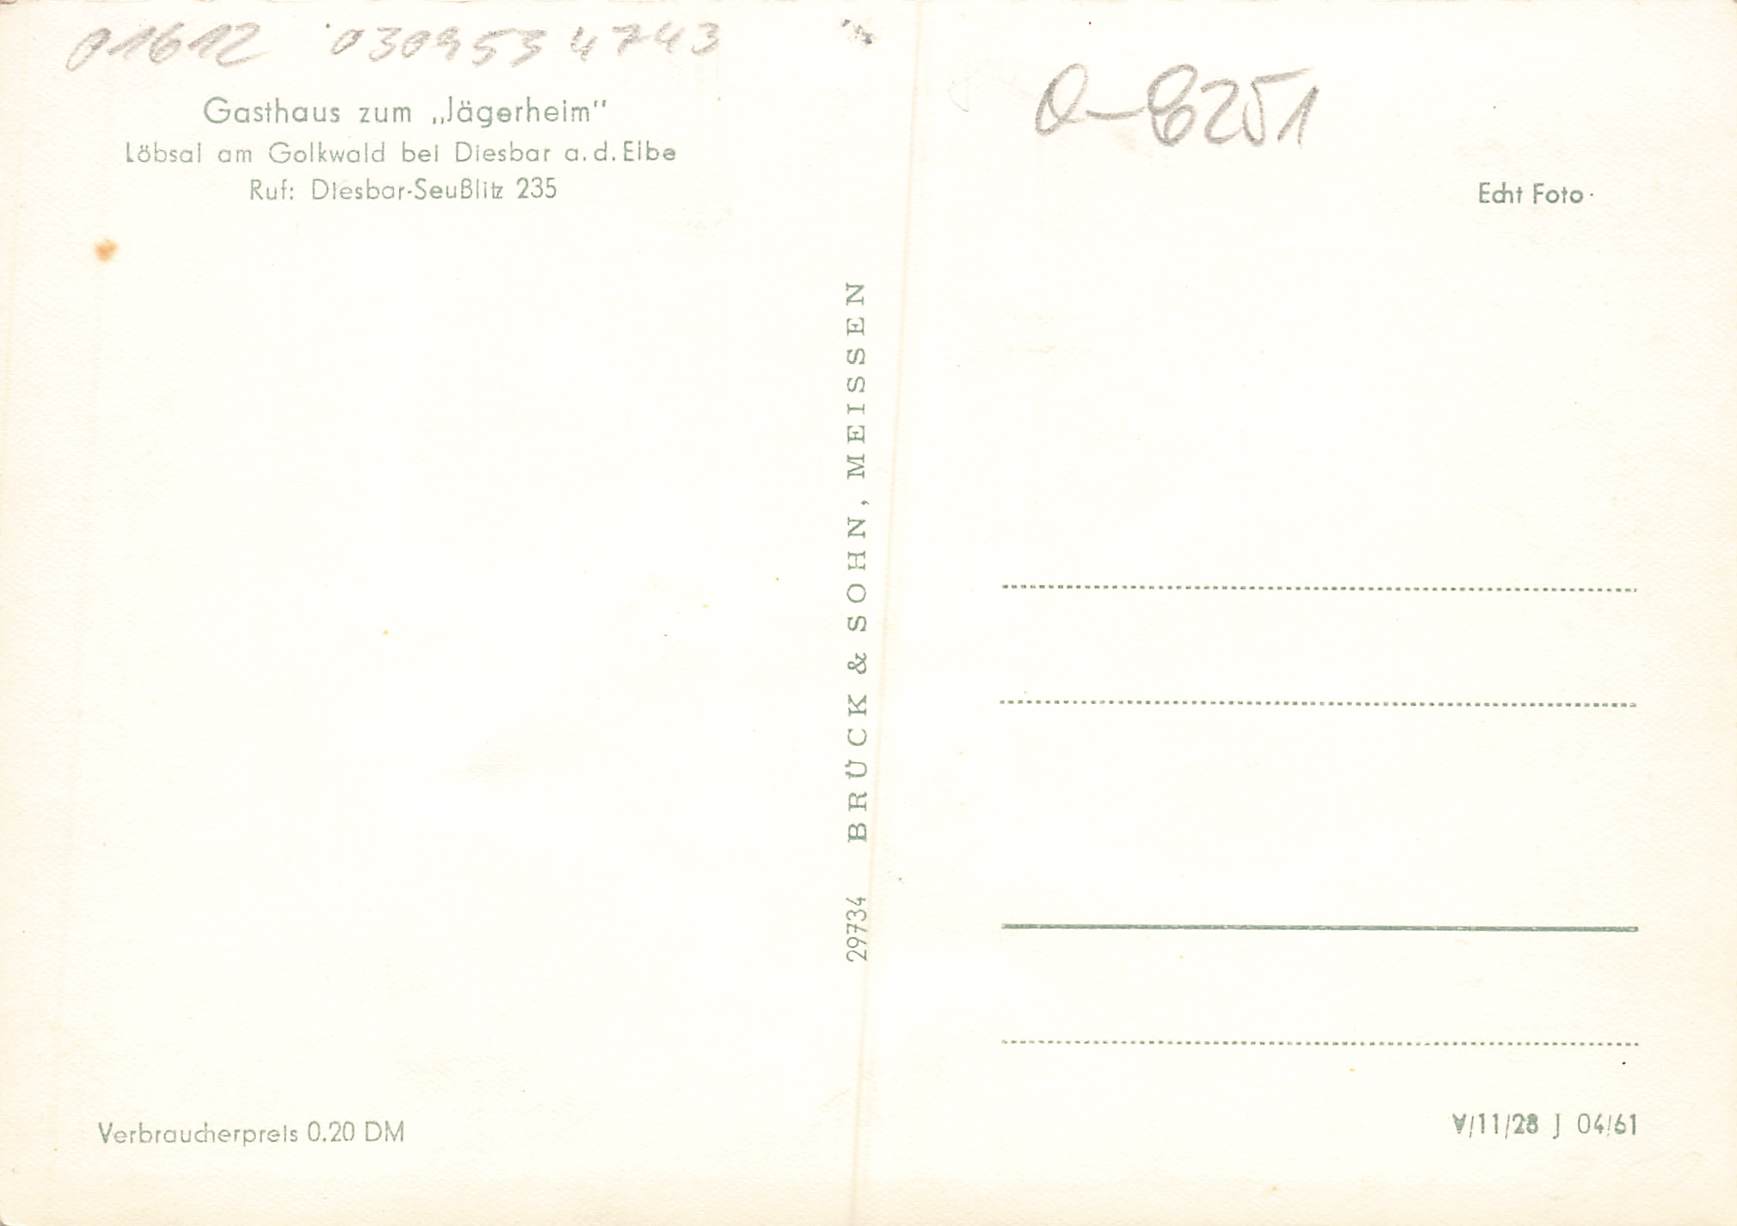 01612 03095534743
Gasthaus zum „Jägerheim"
Löbsal am Golkwald bei Diesbar a.d. Elbe
Ruf: Diesbar-Seußlitz 235
O-8251
Echt Foto
29734 BRÜCK & SOHN, MEISSEN
Verbraucherpreis 0.20 DM
V/11/28 J 04/61